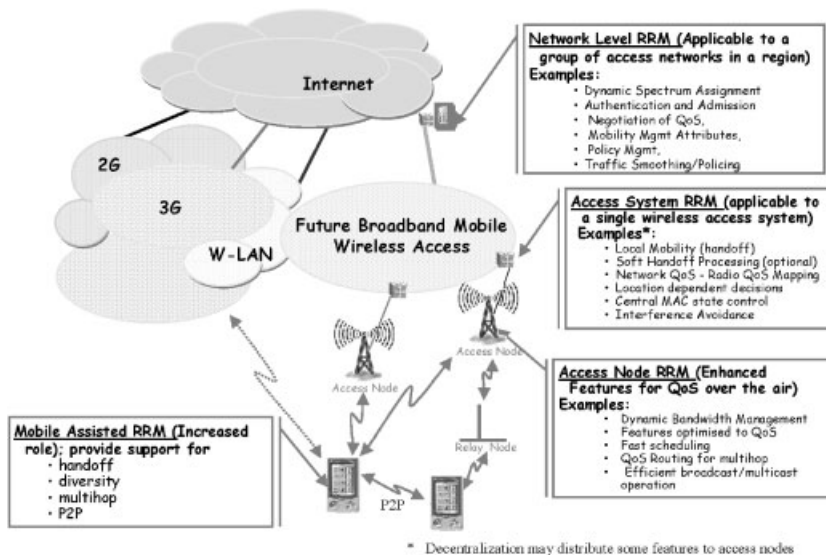 Internet
2G
3G
W-LAN
Future Broadband Mobile
Wireless Access
Network Level RRM (Applicable to a
group of access networks in a region)
Examples:
• Dynamic Spectrum Assignment
• Authentication and Admission
• Negotiation of QoS,
• Mobility Mgmt Attributes,
• Policy Mgmt,
• Traffic Smoothing/Policing
Access System RRM (applicable to
a single wireless access system)
Examples*:
• Local Mobility (handoff)
• Soft Handoff Processing (optional)
• Network QoS - Radio QoS Mapping
• Location dependent decisions
• Central MAC state control
• Interference Avoidance
Access Node
Access Node
Access Node RRM (Enhanced
Features for QoS over the air)
Examples:
• Dynamic Bandwidth Management
• Features optimised to QoS
• Fast scheduling
• QoS Routing for multihop
• Efficient broadcast/multicast
operation
Relay Node
Mobile Assisted RRM (Increased
role); provide support for
• handoff
• diversity
• multihop
• P2P
P2P
* Decentralization may distribute some features to access nodes